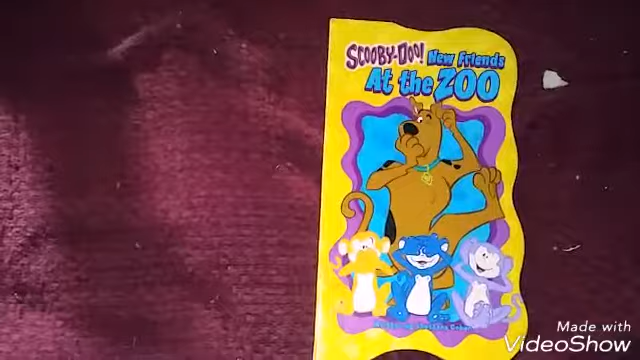 SCOOBY-DOO!
New Friends
At the ZOO
Made with
VideoShow